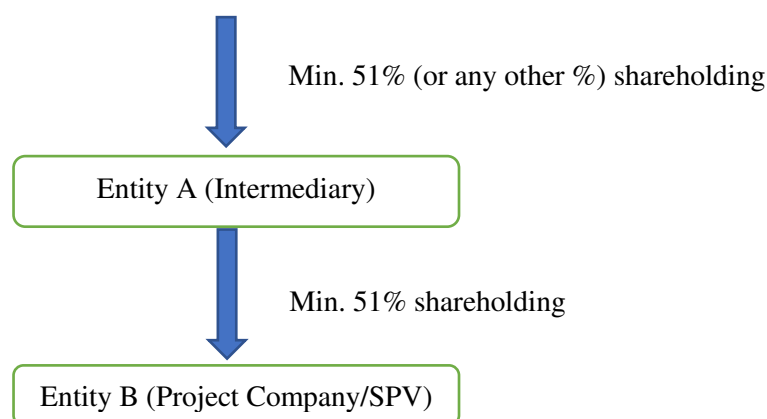 Min. 51% (or any other %) shareholding
Entity A (Intermediary)
Min. 51% shareholding
Entity B (Project Company/SPV)